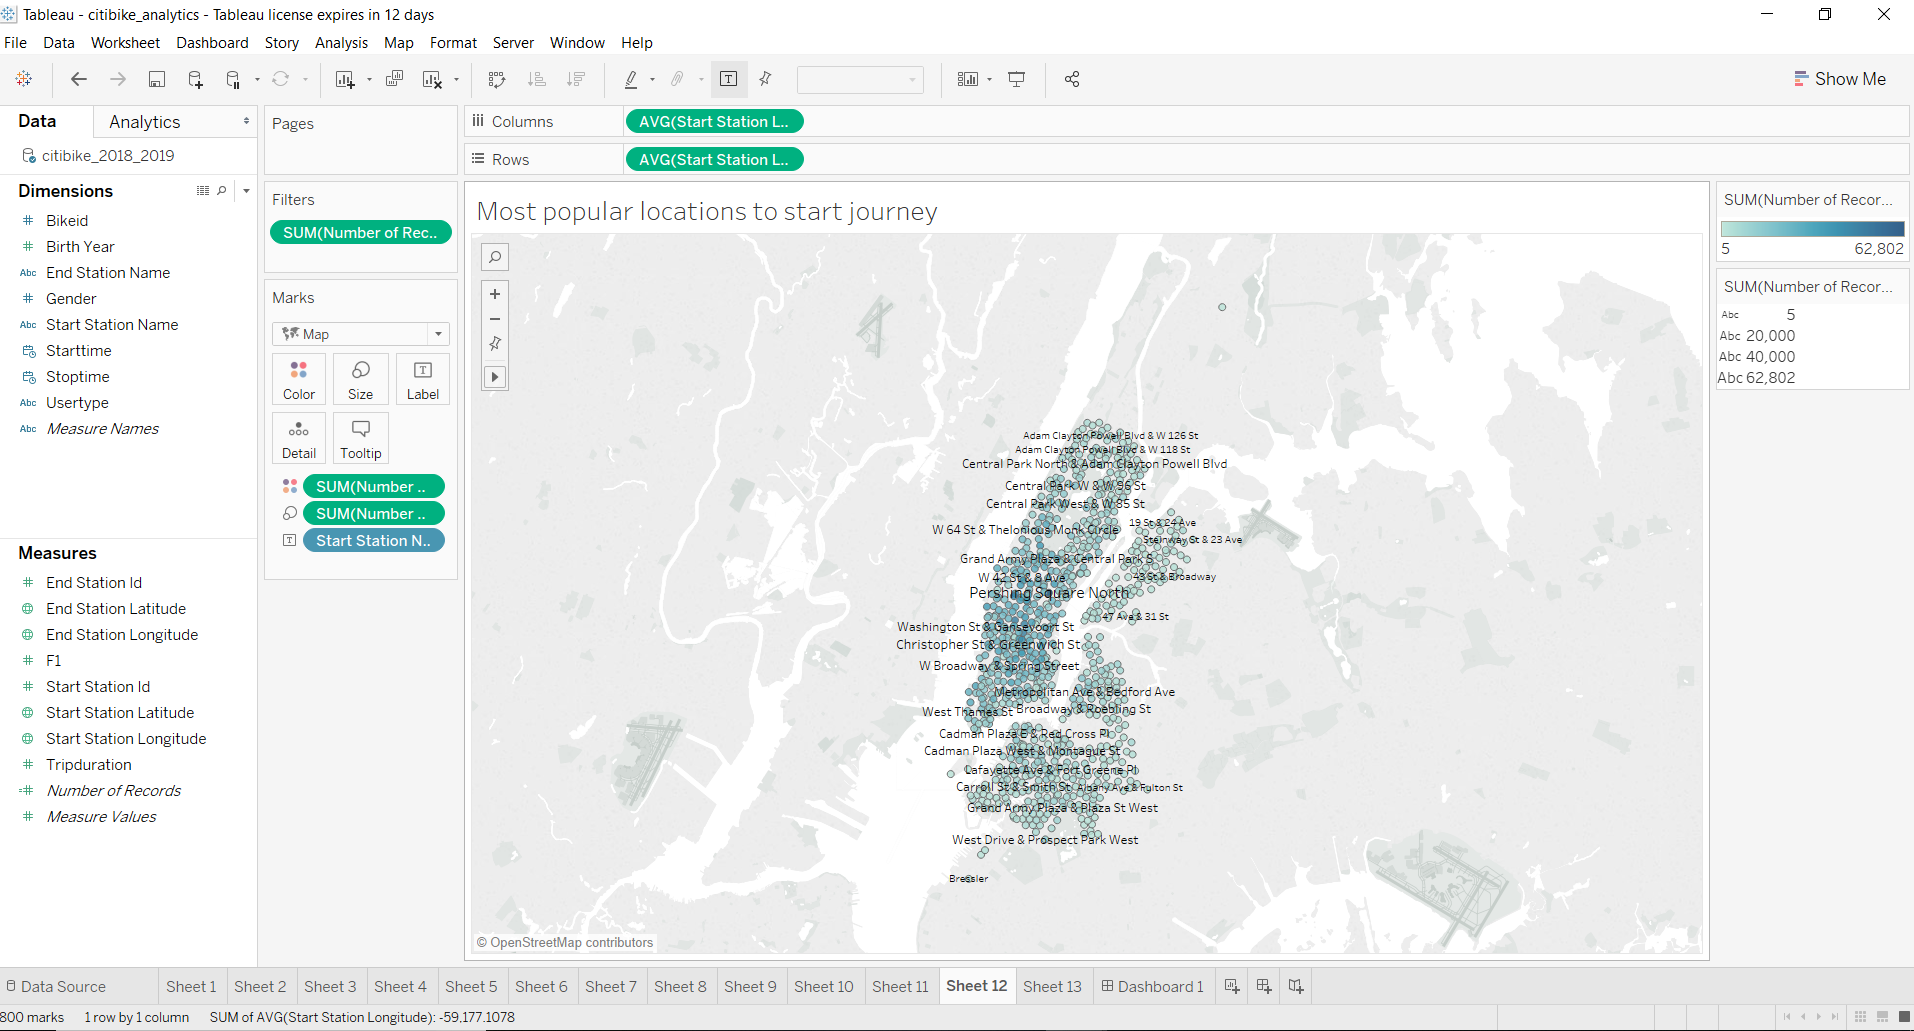 Tableau - citibike_analytics - Tableau license expires in 12 days
File Data Worksheet Dashboard Story Analysis Map Format Server Window Help
Show Me
Data Analytics
citibike_2018_2019
Dimensions
Bikeid
Birth Year
Abc End Station Name
Gender
Abc Start Station Name
Starttime
Stoptime
Abc Usertype
Abc Measure Names
Measures
End Station Id
End Station Latitude
End Station Longitude
F1
Start Station Id
Start Station Latitude
Start Station Longitude
Tripduration
Number of Records
Measure Values
Pages
Filters
SUM(Number of Rec..
Marks
Map
Color Size Label
Detail Tooltip
SUM(Number ..
SUM(Number ..
Start Station N..
Columns AVG(Start Station L..
Rows AVG(Start Station L..
Most popular locations to start journey
Adam Clayton Powell Blvd & W 126 St
Adam Clayton Powell Blvd & W 118 St
Central Park North & Adam Clayton Powell Blvd
Central Park W & W 96 St
Central Park West & W 85 St
19 St & 24 Ave
W 64 St & Thelonious Monk Circle
Steinway St & 23 Ave
Grand Army Plaza & Central Park S
W 42 St & 8 Ave
43 St & Broadway
Pershing Square North
47 Ave & 31 St
Washington St & Gansevoort St
Christopher St & Greenwich St
W Broadway & Spring Street
Metropolitan Ave & Bedford Ave
West Thames St
Broadway & Roebling St
Cadman Plaza E & Red Cross Pl
Cadman Plaza West & Montague St
Lafayette Ave & Fort Greene Pl
Carroll St & Smith St
Albany Ave & Fulton St
Grand Army Plaza & Plaza St West
West Drive & Prospect Park West
Bressler
© OpenStreetMap contributors
SUM(Number of Recor...
5 62,802
SUM(Number of Recor...
Abc 5
Abc 20,000
Abc 40,000
Abc 62,802
Data Source Sheet 1 Sheet 2 Sheet 3 Sheet 4 Sheet 5 Sheet 6 Sheet 7 Sheet 8 Sheet 9 Sheet 10 Sheet 11 Sheet 12 Sheet 13 Dashboard 1
800 marks 1 row by 1 column SUM of AVG(Start Station Longitude): -59,177.1078